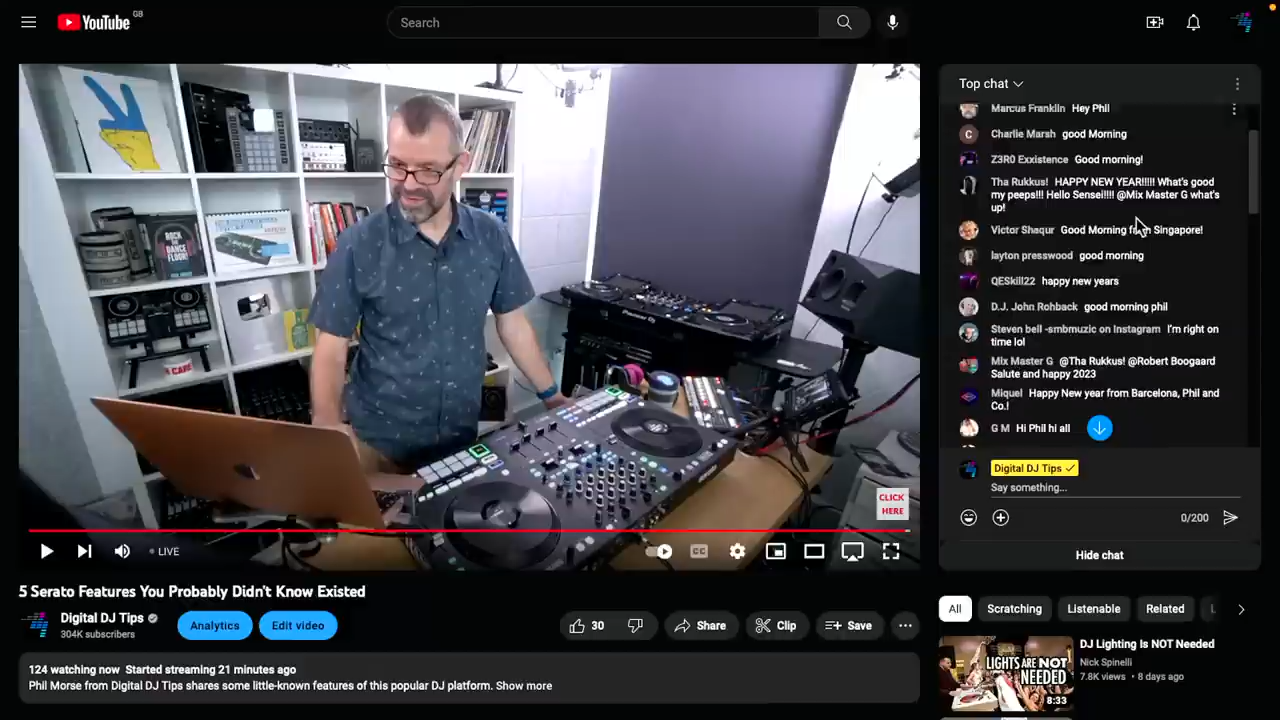 YouTube GB
Search
ROCK THE DANCE FLOOR!
Pioneer DJ
CLICK HERE
LIVE
CC
5 Serato Features You Probably Didn't Know Existed
Digital DJ Tips
304K subscribers
Analytics
Edit video
30
Share
Clip
Save
124 watching now Started streaming 21 minutes ago
Phil Morse from Digital DJ Tips shares some little-known features of this popular DJ platform. Show more
Top chat
Marcus Franklin Hey Phil
C Charlie Marsh good Morning
Z3R0 Exxistence Good morning!
Tha Rukkus! HAPPY NEW YEAR!!!!! What's good
my peeps!!! Hello Sensei!!!! @Mix Master G what's
up!
Victor Shaqur Good Morning from Singapore!
layton presswood good morning
QESkill22 happy new years
D.J. John Rohback good morning phil
Steven bell -smbmuzic on Instagram I'm right on
time lol
Mix Master G @Tha Rukkus! @Robert Boogaard
Salute and happy 2023
Miquel Happy New year from Barcelona, Phil and
Co.!
G M Hi Phil hi all
Digital DJ Tips
Say something...
0/200
Hide chat
All
Scratching
Listenable
Related
LIGHTS ARE NOT NEEDED
8:33
DJ Lighting Is NOT Needed
Nick Spinelli
7.8K views • 8 days ago